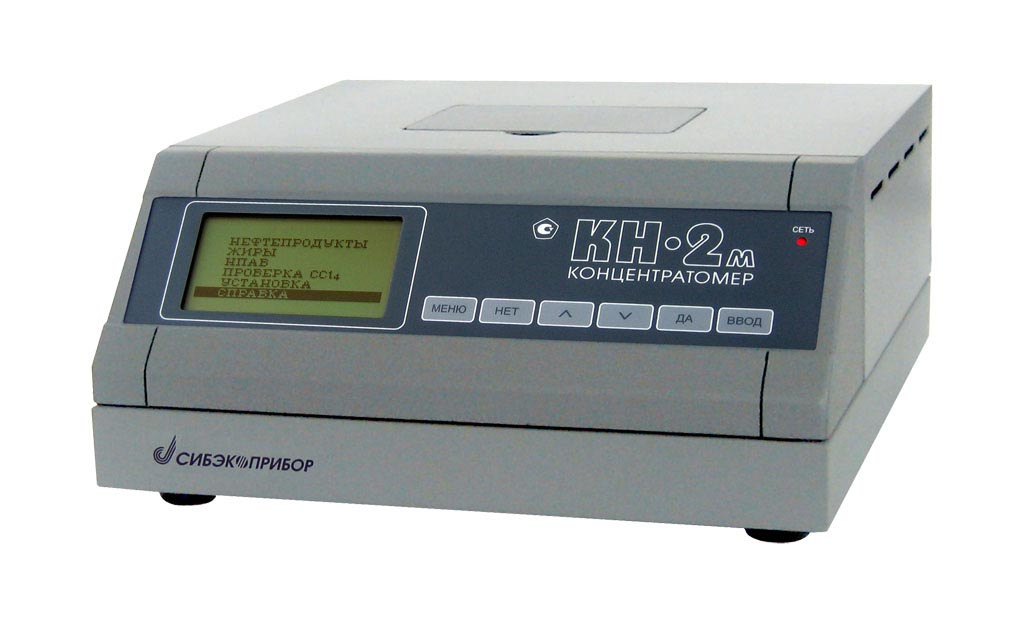 НЕФТЕПРОДУКТЫ
ЖИРЫ
НПАВ
ПРОВЕРКА CCl4
УСТАНОВКА
СПРАВКА
КН·2м
КОНЦЕНТРАТОМЕР
СЕТЬ
МЕНЮ НЕТ ДА ВВОД
СИБЭКОПРИБОР